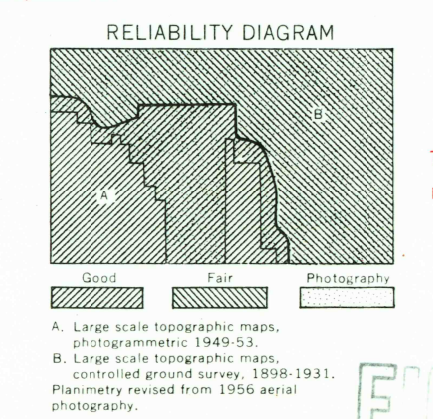 RELIABILITY DIAGRAM
B
A
Good Fair Photography
A. Large scale topographic maps,
photogrammetric 1949-53.
B. Large scale topographic maps,
controlled ground survey, 1898-1931.
Planimetry revised from 1956 aerial
photography.